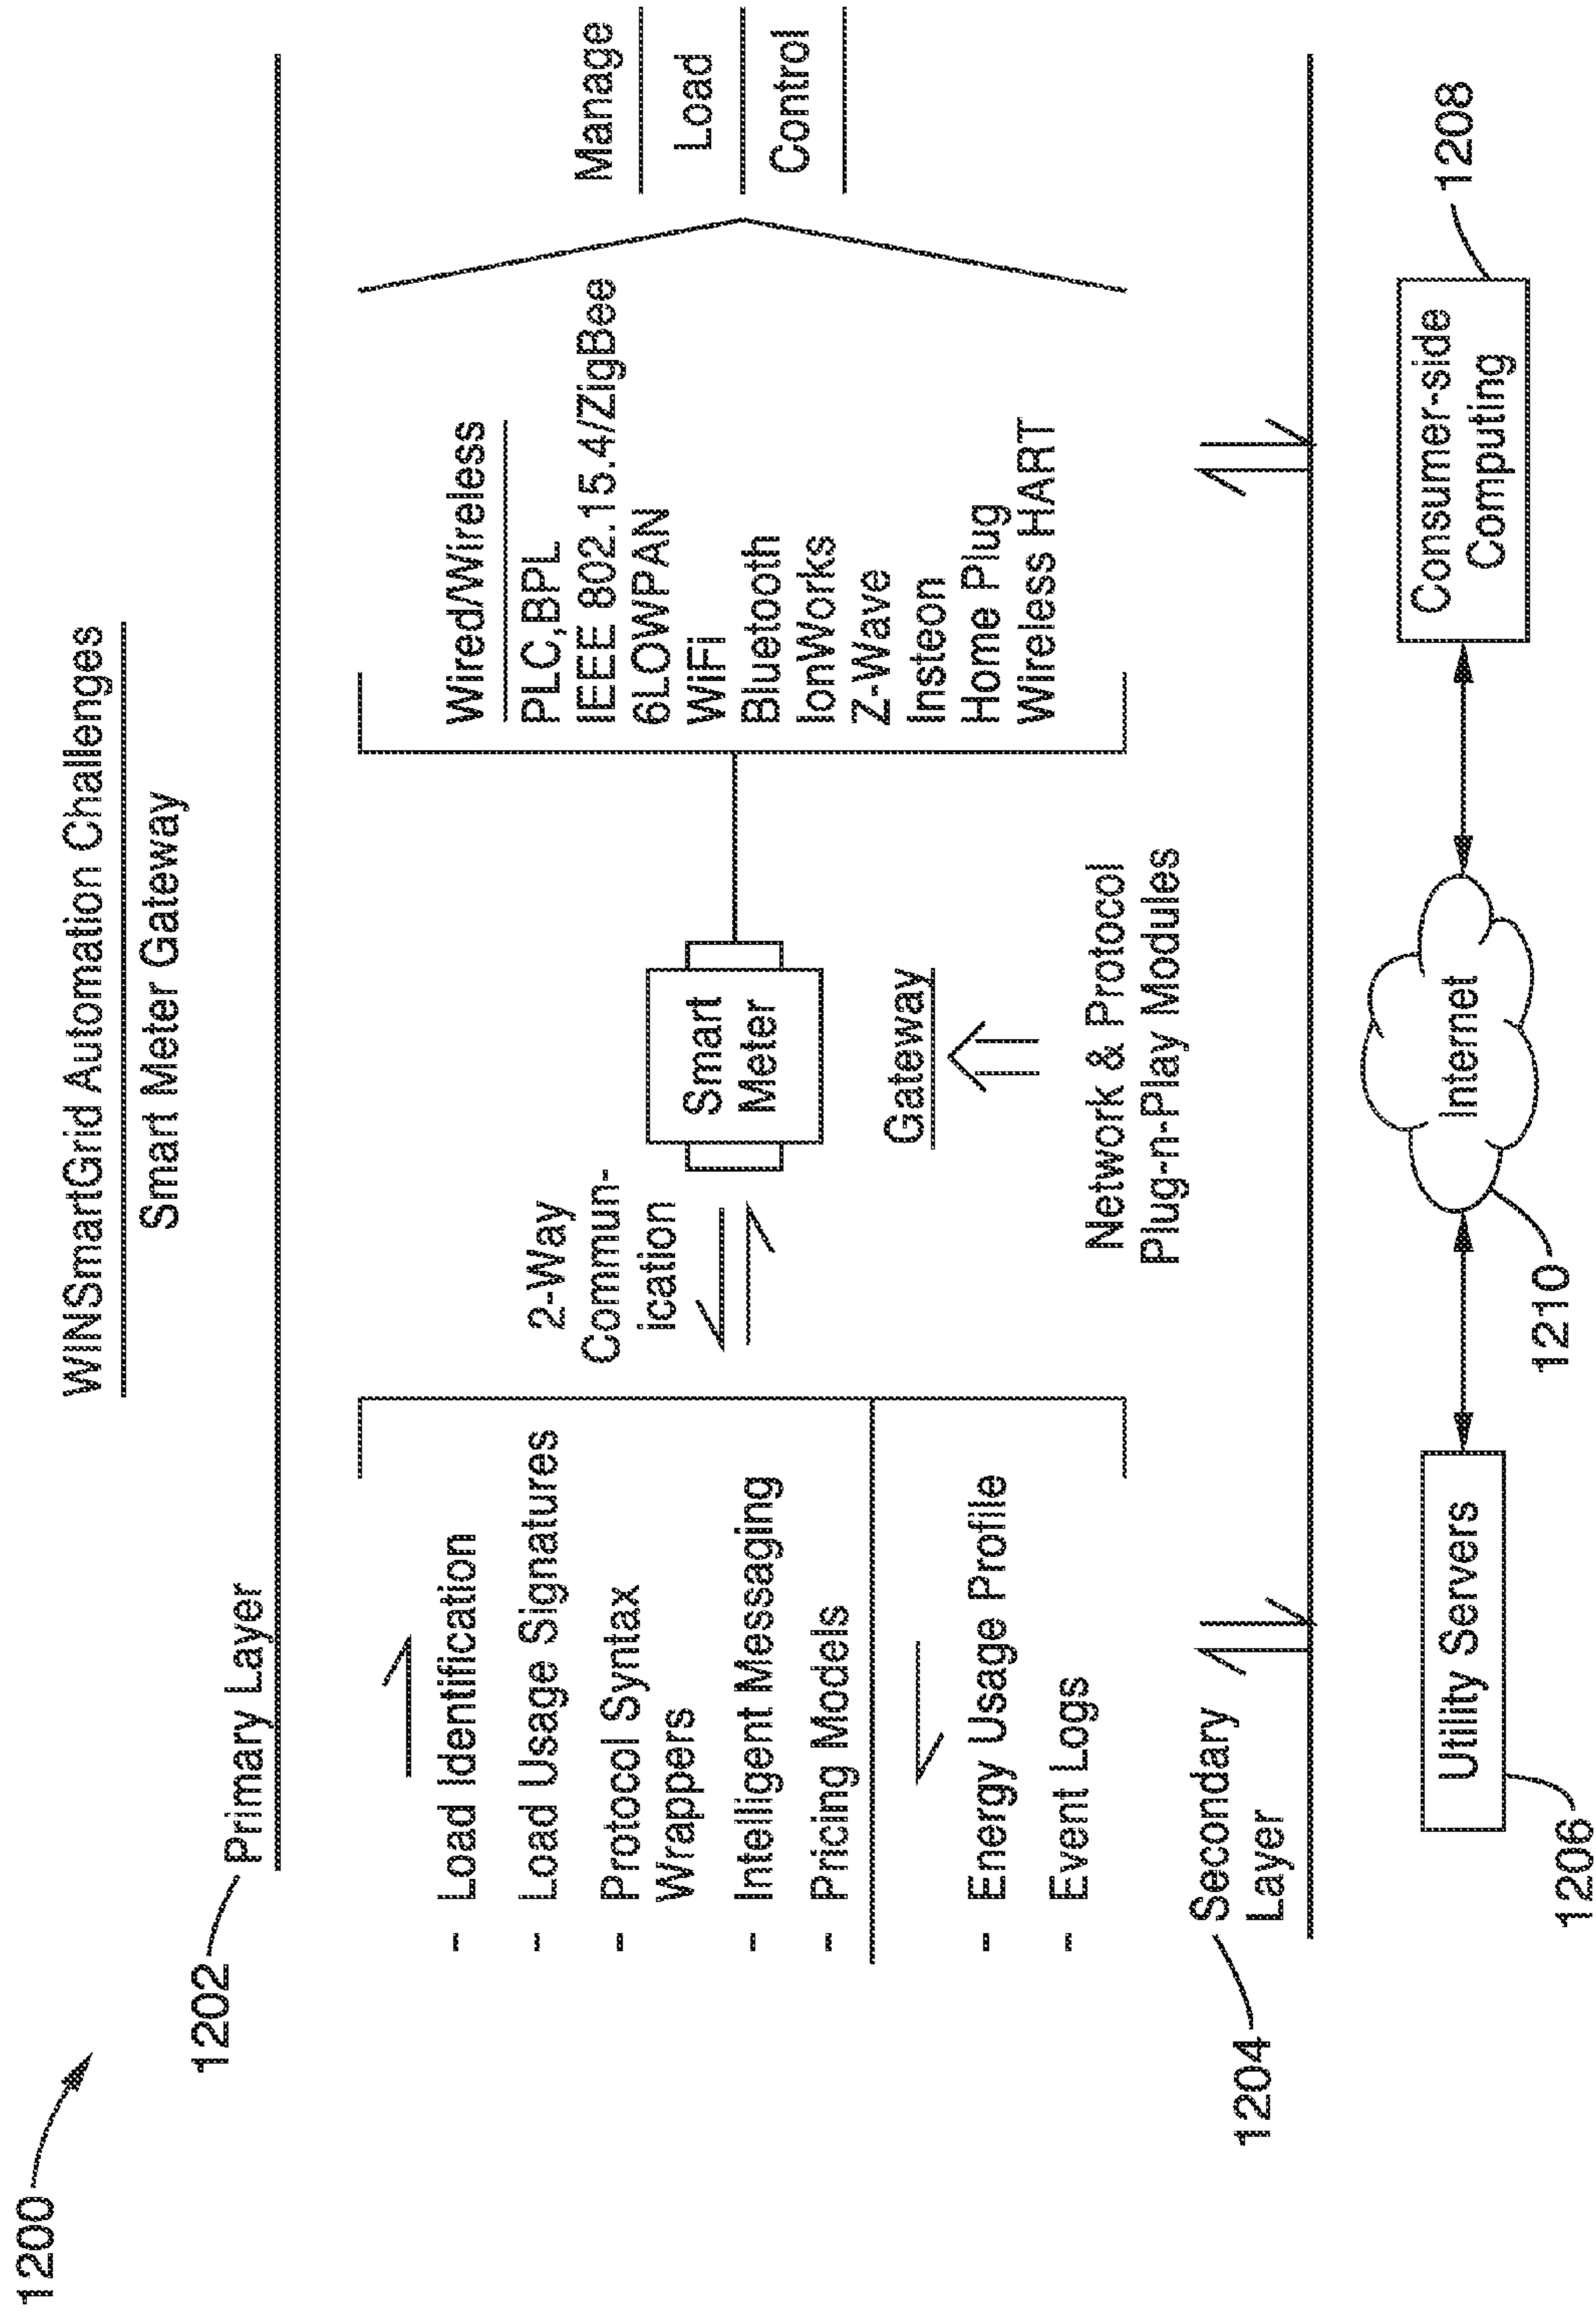 1200
WINSmartGrid Automation Challenges
Smart Meter Gateway
1202
Primary Layer
- Load Identification
- Load Usage Signatures
- Protocol Syntax
Wrappers
- Intelligent Messaging
- Pricing Models
- Energy Usage Profile
- Event Logs
2-Way
Commun-
ication
Smart
Meter
Gateway
Network & Protocol
Plug-n-Play Modules
Wired/Wireless
PLC,BPL
IEEE 802.15.4/ZigBee
6LOWPAN
WiFi
Bluetooth
IonWorks
Z-Wave
Insteon
Home Plug
Wireless HART
Manage
Load
Control
1204
Secondary
Layer
Utility Servers
1206
Internet
1210
Consumer-side
Computing
1208